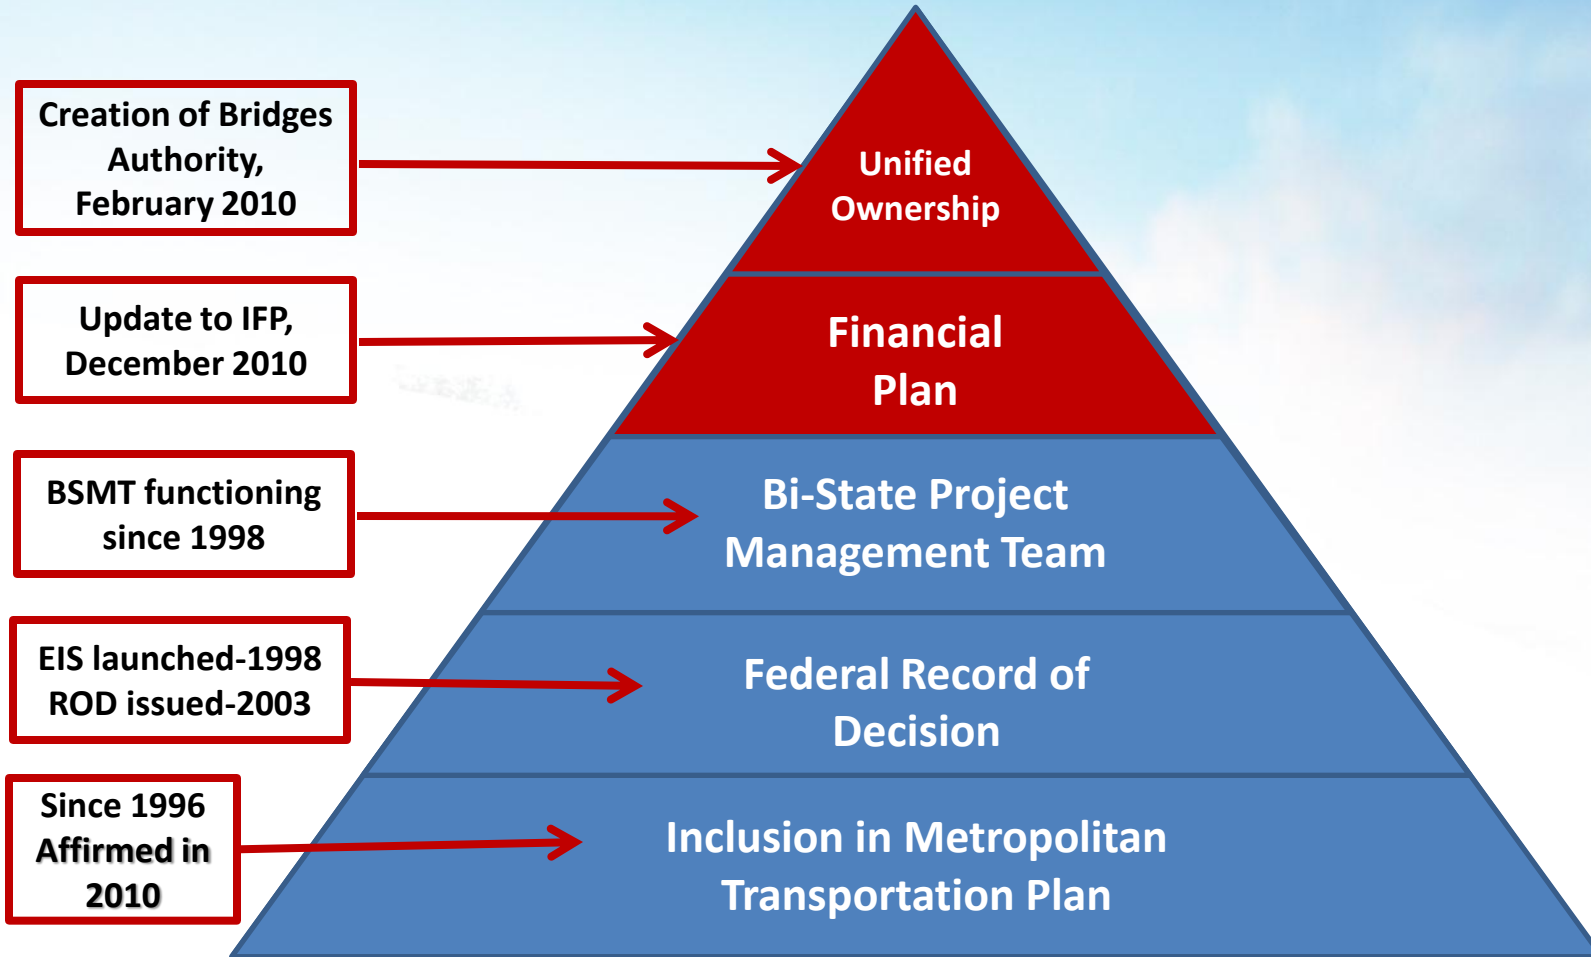 Creation of Bridges
Authority,
February 2010
Unified
Ownership
Update to IFP,
December 2010
Financial
Plan
BSMT functioning
since 1998
Bi-State Project
Management Team
EIS launched-1998
ROD issued-2003
Federal Record of
Decision
Since 1996
Affirmed in
2010
Inclusion in Metropolitan
Transportation Plan